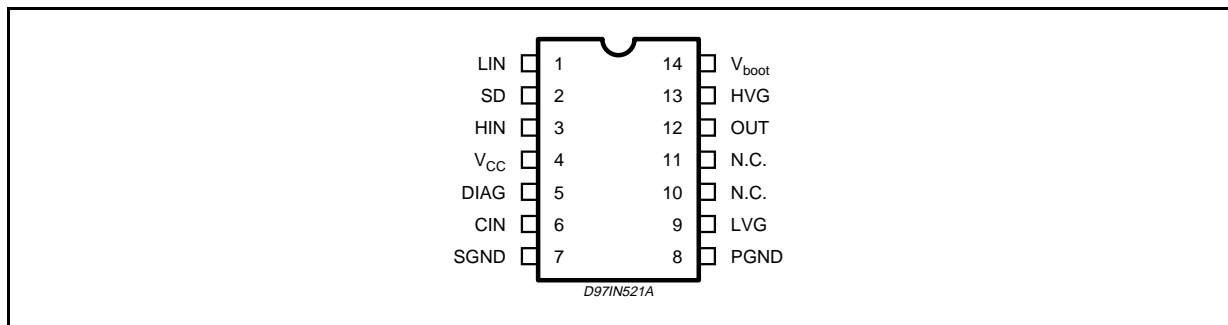 LIN 1 14 Vboot
SD 2 13 HVG
HIN 3 12 OUT
VCC 4 11 N.C.
DIAG 5 10 N.C.
CIN 6 9 LVG
SGND 7 8 PGND
D97IN521A